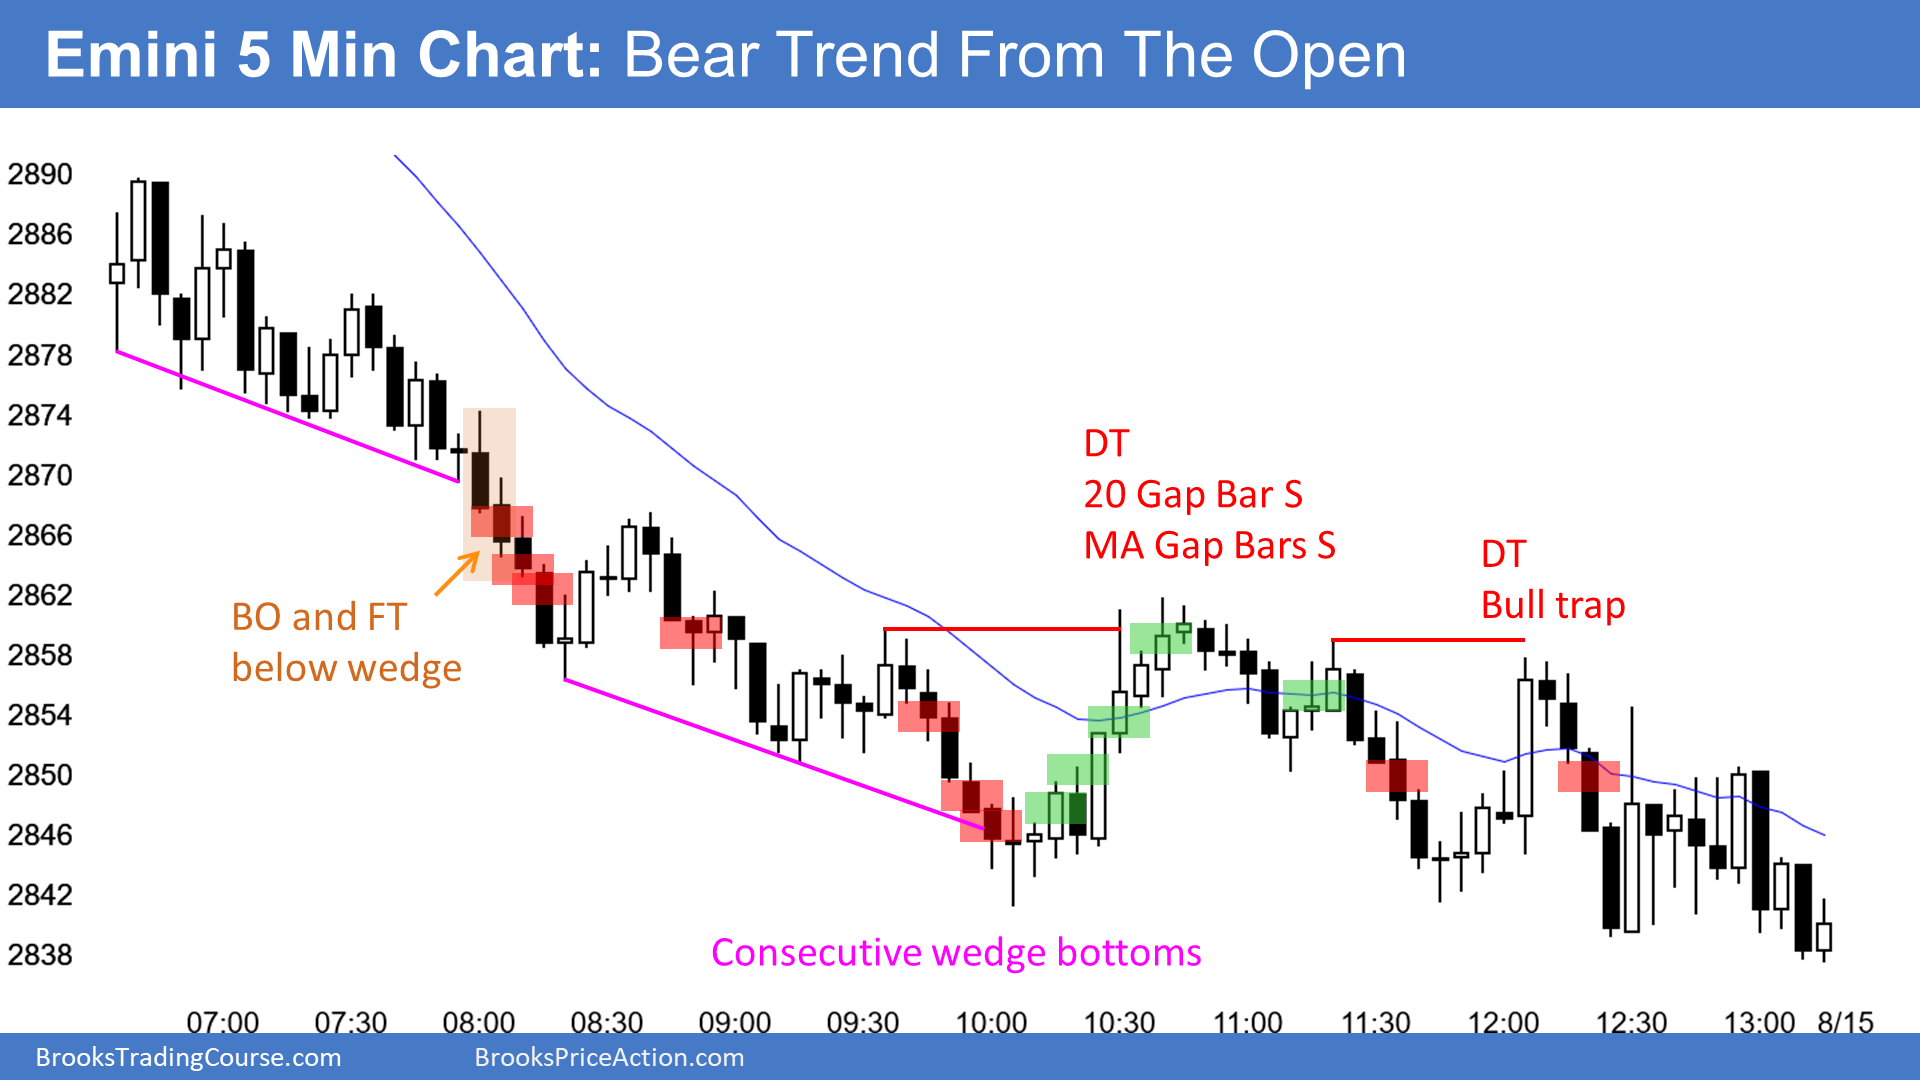 Emini 5 Min Chart: Bear Trend From The Open
2890
2886
2882
2878
2874
2870
2866
2862
2858
2854
2850
2846
2842
2838
BO and FT
below wedge
DT
20 Gap Bar S
MA Gap Bars S
DT
Bull trap
Consecutive wedge bottoms
07:00 07:30 08:00 08:30 09:00 09:30 10:00 10:30 11:00 11:30 12:00 12:30 13:00 8/15
BrooksTradingCourse.com BrooksPriceAction.com